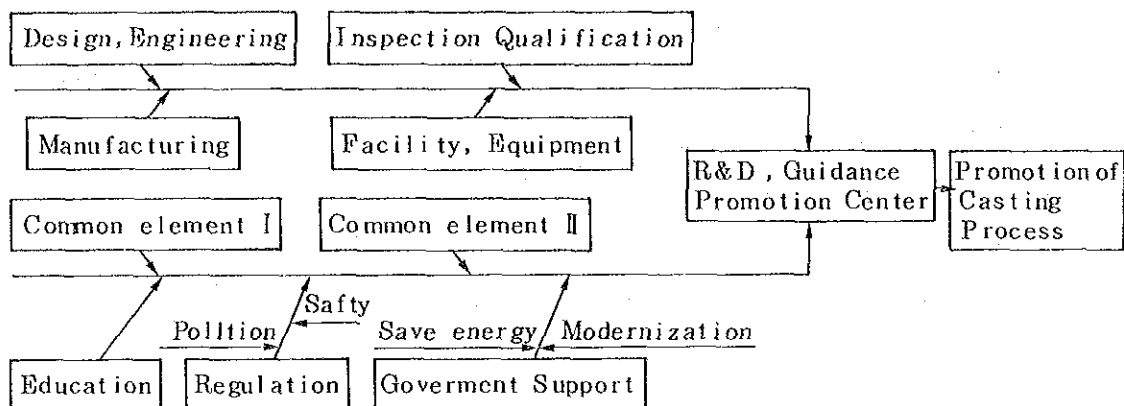 Design, Engineering
Inspection Qualification
Manufacturing
Facility, Equipment
R&D, Guidance
Promotion Center
Promotion of
Casting
Process
Common element I
Common element II
Safty
Polltion
Save energy
Modernization
Education
Regulation
Goverment Support